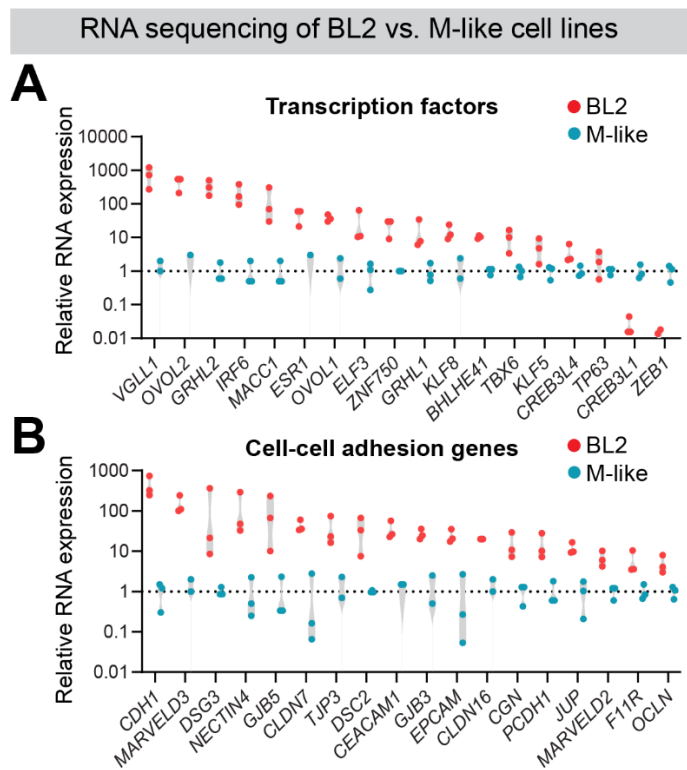 RNA sequencing of BL2 vs. M-like cell lines
A
Transcription factors
BL2
M-like
Relative RNA expression
10000
1000
100
10
1
0.1
0.01
VGLL1
OVOL2
GRHL2
IRF6
MACC1
ESR1
OVOL1
ELF3
ZNF750
GRHL1
KLF8
BHLHE41
TBX6
KLF5
CREB3L4
TP63
CREB3L1
ZEB1
B
Cell-cell adhesion genes
BL2
M-like
Relative RNA expression
1000
100
10
1
0.1
0.01
CDH1
MARVELD3
DSG3
NECTIN4
GJB5
CLDN7
TJP3
DSC2
CEACAM1
GJB3
EPCAM
CLDN16
CGN
PCDH1
JUP
MARVELD2
F11R
OCLN